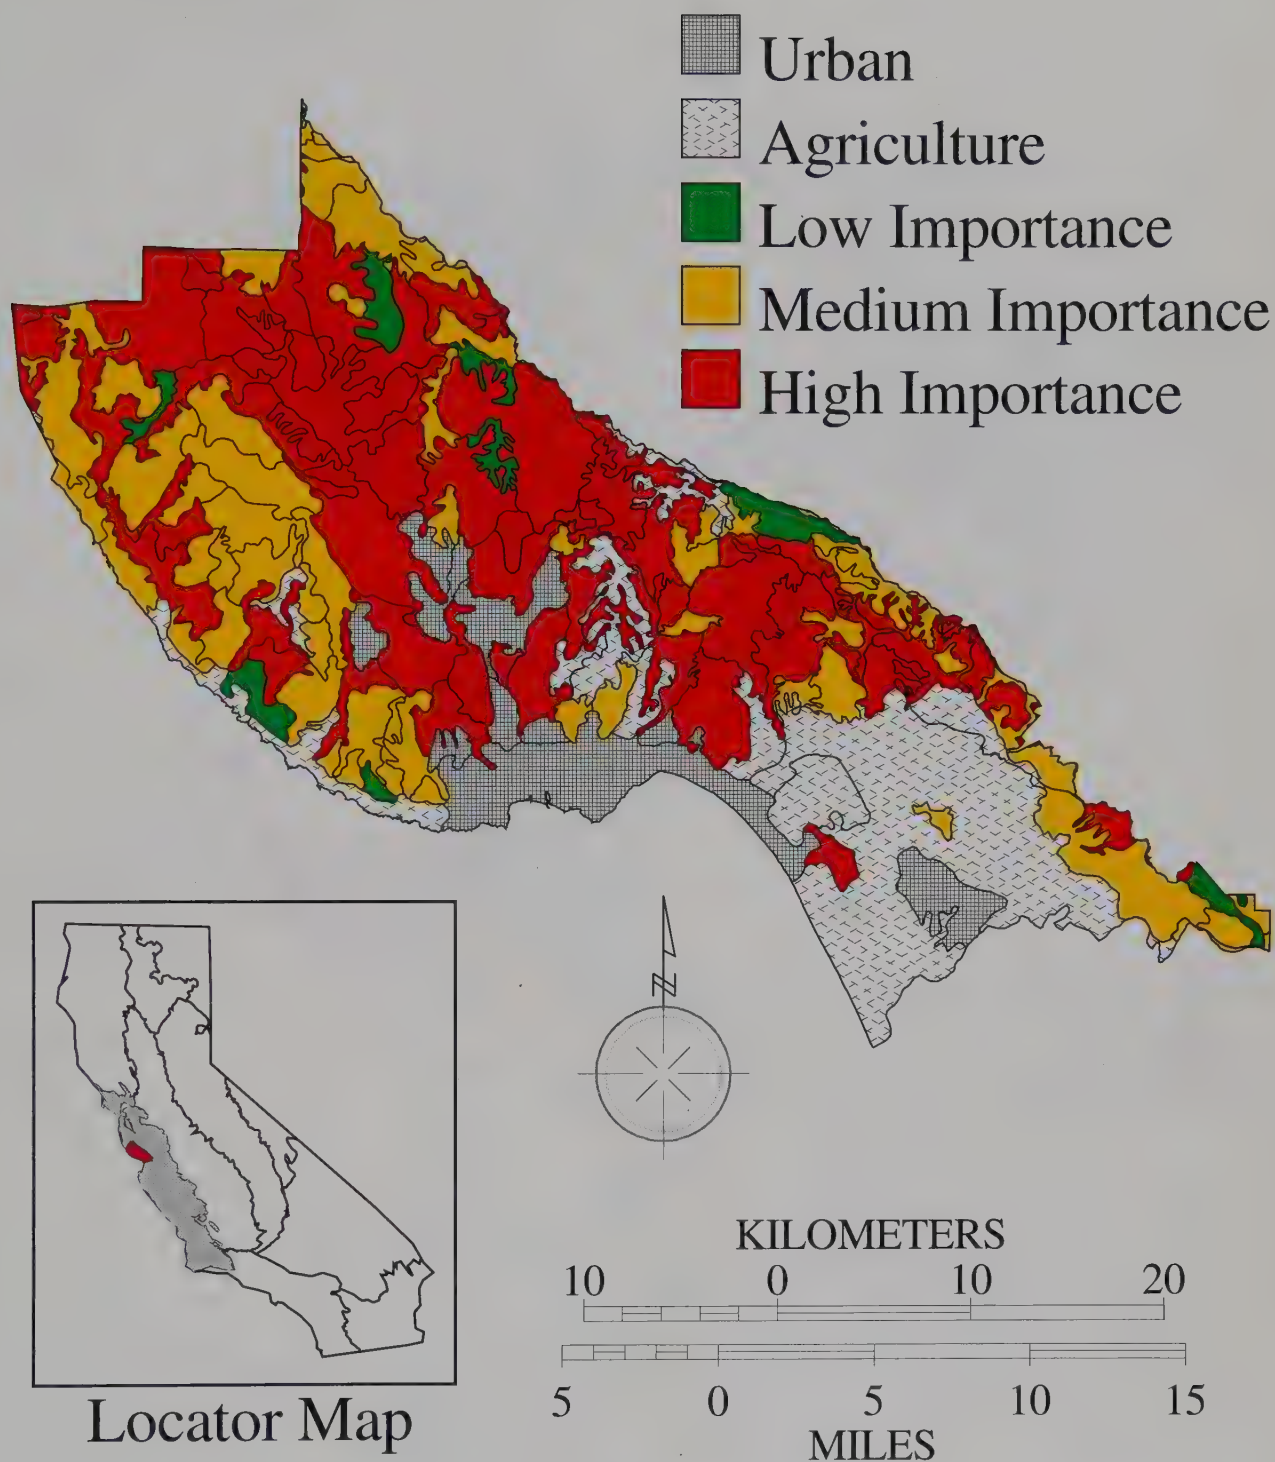 Urban
Agriculture
Low Importance
Medium Importance
High Importance
N
KILOMETERS
10 0 10 20
5 0 5 10 15
MILES
Locator Map